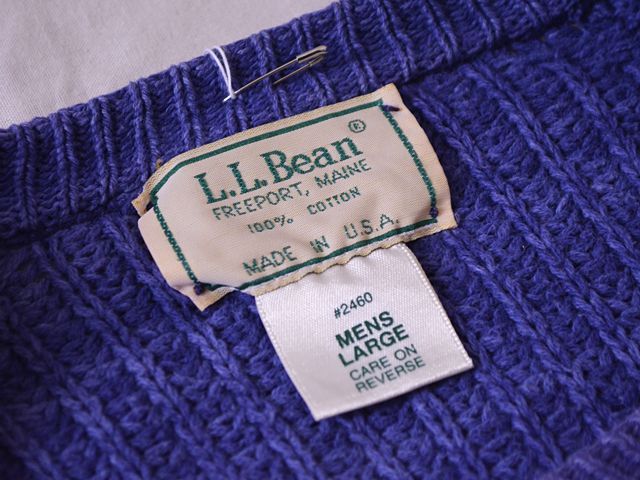 L.L.Bean®
FREEPORT, MAINE
100% COTTON
MADE IN U.S.A.
#2460
MENS
LARGE
CARE ON
REVERSE